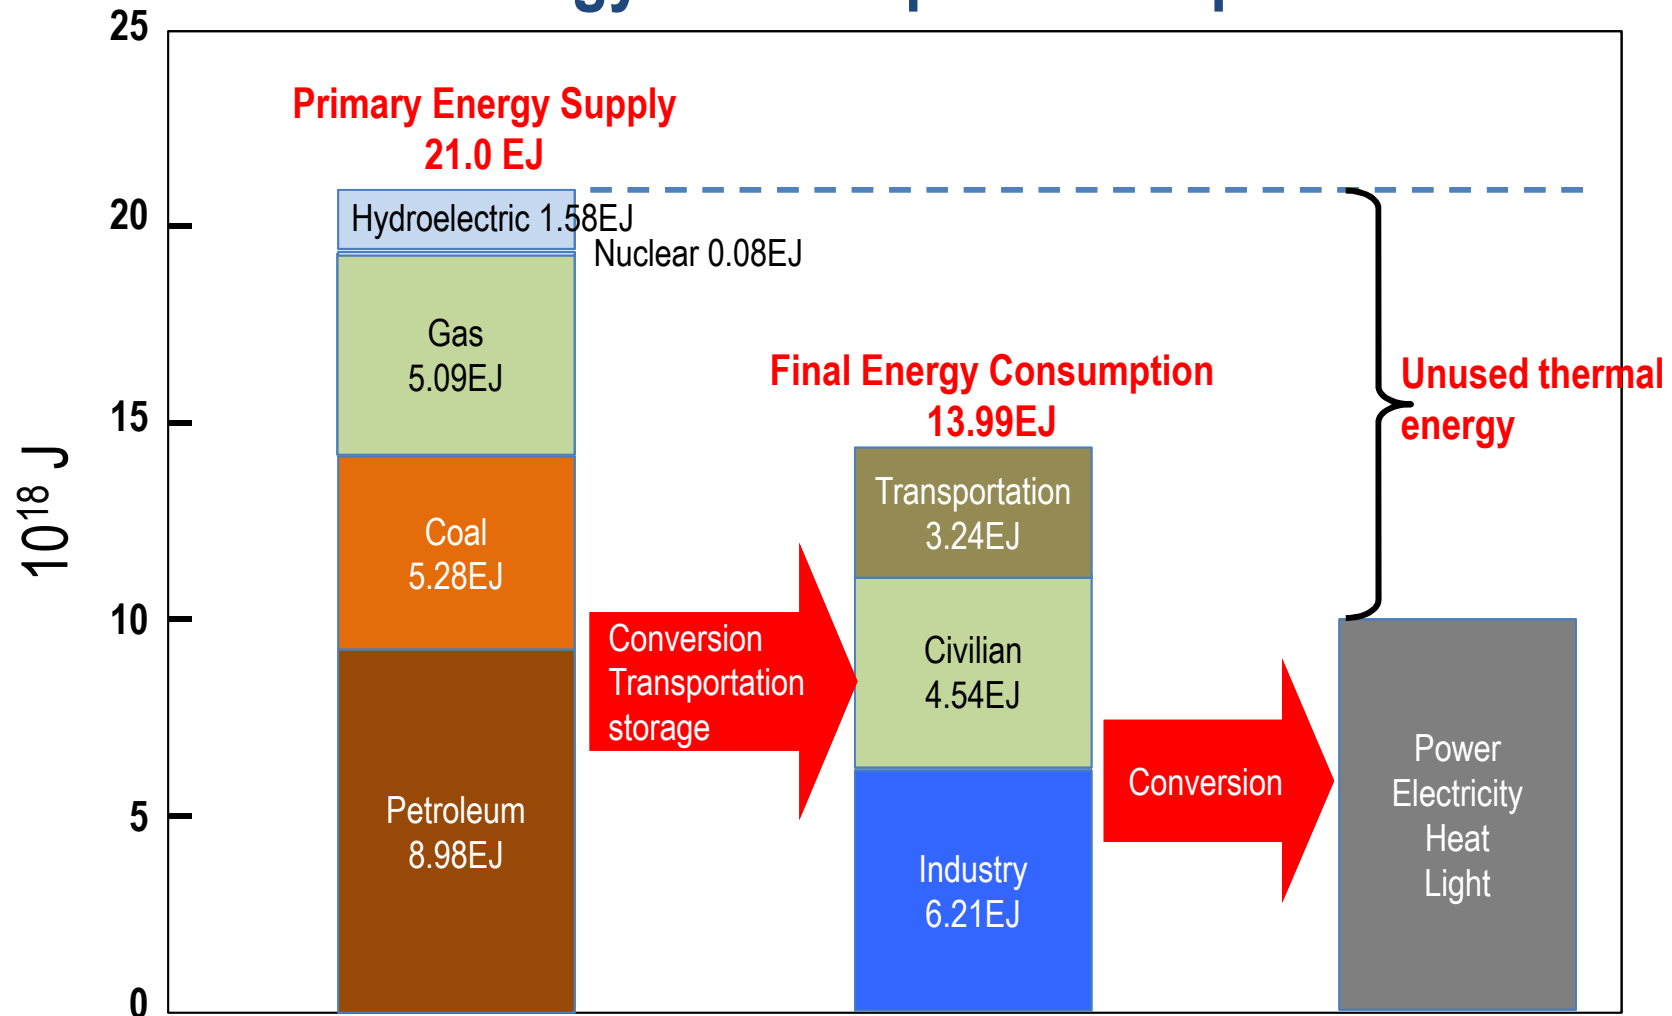 25
Primary Energy Supply
21.0 EJ
20
Hydroelectric 1.58EJ
Nuclear 0.08EJ
Gas
5.09EJ
Final Energy Consumption
13.99EJ
Unused thermal
energy
15
10¹⁸ J
Transportation
3.24EJ
Coal
5.28EJ
10
Conversion
Transportation
storage
Civilian
4.54EJ
Power
Electricity
Heat
Light
Conversion
5
Petroleum
8.98EJ
Industry
6.21EJ
0